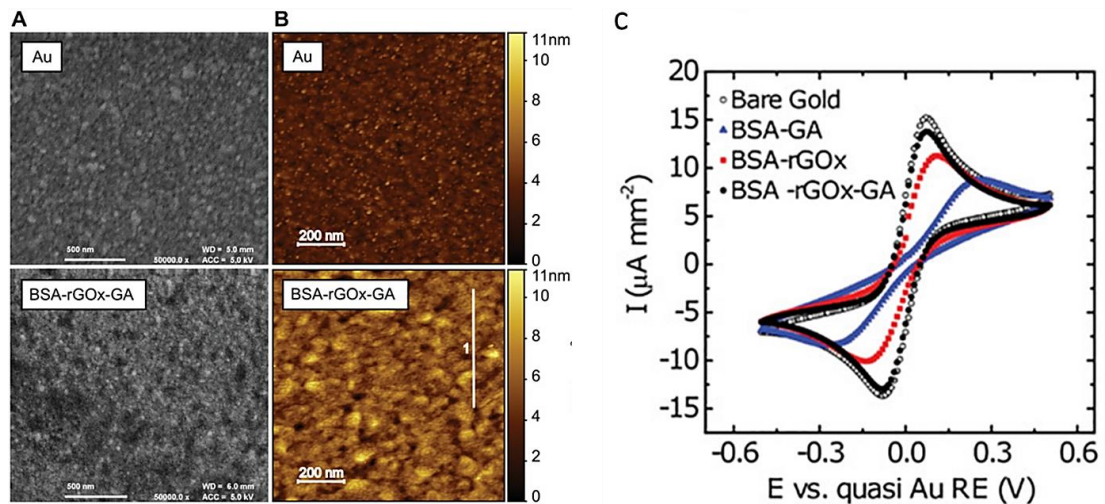 A
Au
500 nm
WD = 5.0 mm
50000.0 x
ACC = 5.0 kV
BSA-rGOx-GA
500 nm
WD = 6.0 mm
50000.0 x
ACC = 5.0 kV
B
Au
200 nm
11nm
10
8
6
4
2
0
BSA-rGOx-GA
1
200 nm
11nm
10
8
6
4
2
0
C
20
15
10
5
0
-5
-10
-15
I (µA mm-2)
Bare Gold
BSA-GA
BSA-rGOx
BSA -rGOx-GA
-0.6
-0.3
0.0
0.3
0.6
E vs. quasi Au RE (V)